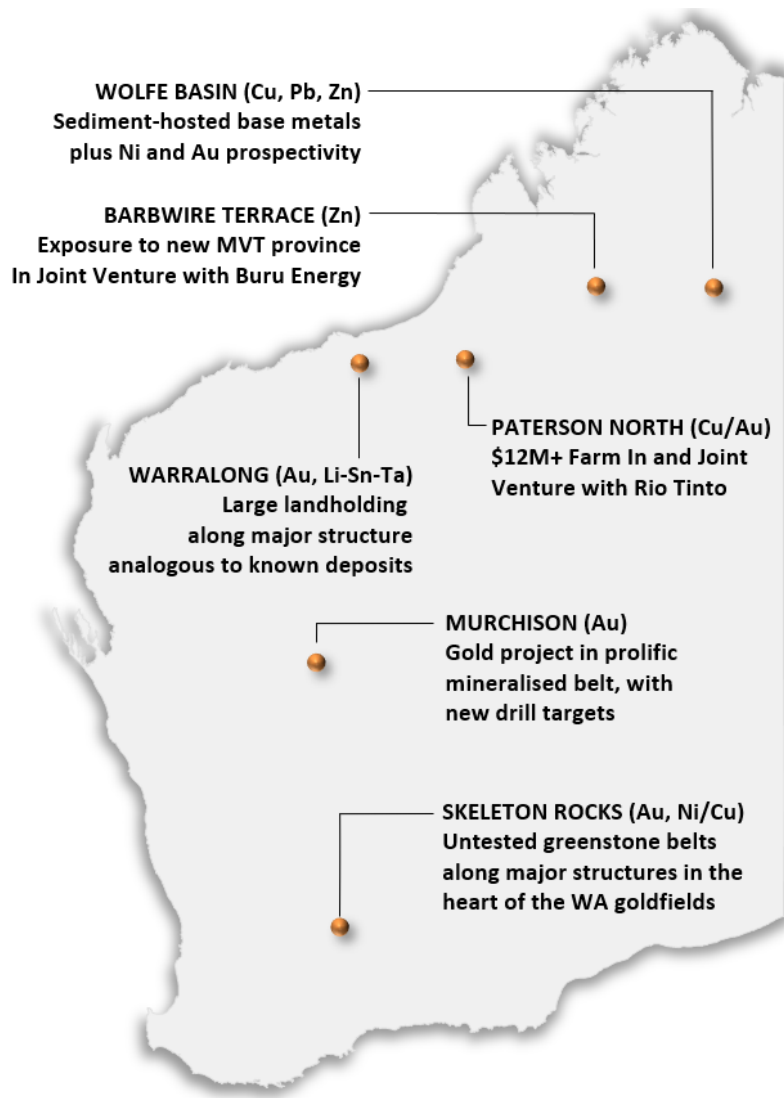 WOLFE BASIN (Cu, Pb, Zn)
Sediment-hosted base metals
plus Ni and Au prospectivity
BARBWIRE TERRACE (Zn)
Exposure to new MVT province
In Joint Venture with Buru Energy
PATERSON NORTH (Cu/Au)
$12M+ Farm In and Joint
Venture with Rio Tinto
WARRALONG (Au, Li-Sn-Ta)
Large landholding
along major structure
analogous to known deposits
MURCHISON (Au)
Gold project in prolific
mineralised belt, with
new drill targets
SKELETON ROCKS (Au, Ni/Cu)
Untested greenstone belts
along major structures in the
heart of the WA goldfields